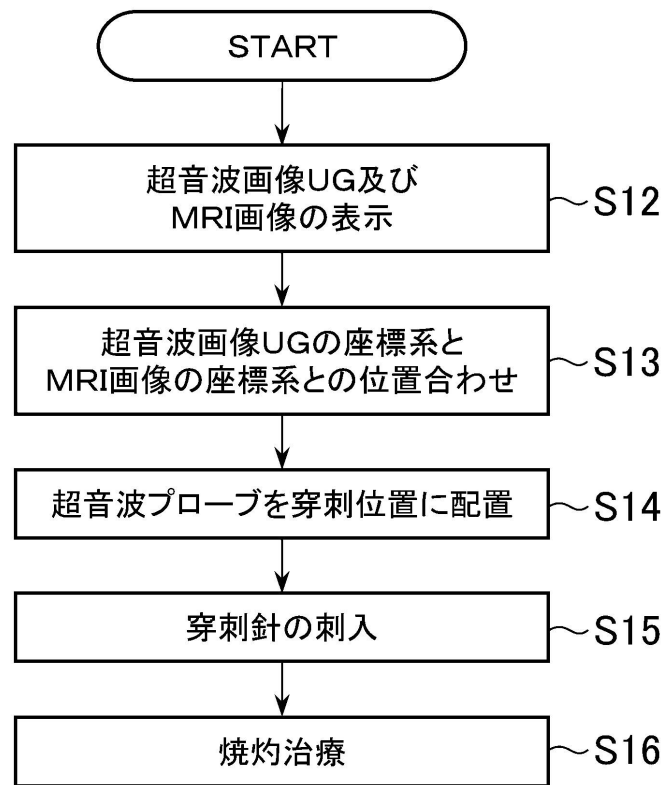 START
超音波画像UG及び
MRI画像の表示
S12
超音波画像UGの座標系と
MRI画像の座標系との位置合わせ
S13
超音波プローブを穿刺位置に配置
S14
穿刺針の刺入
S15
焼灼治療
S16